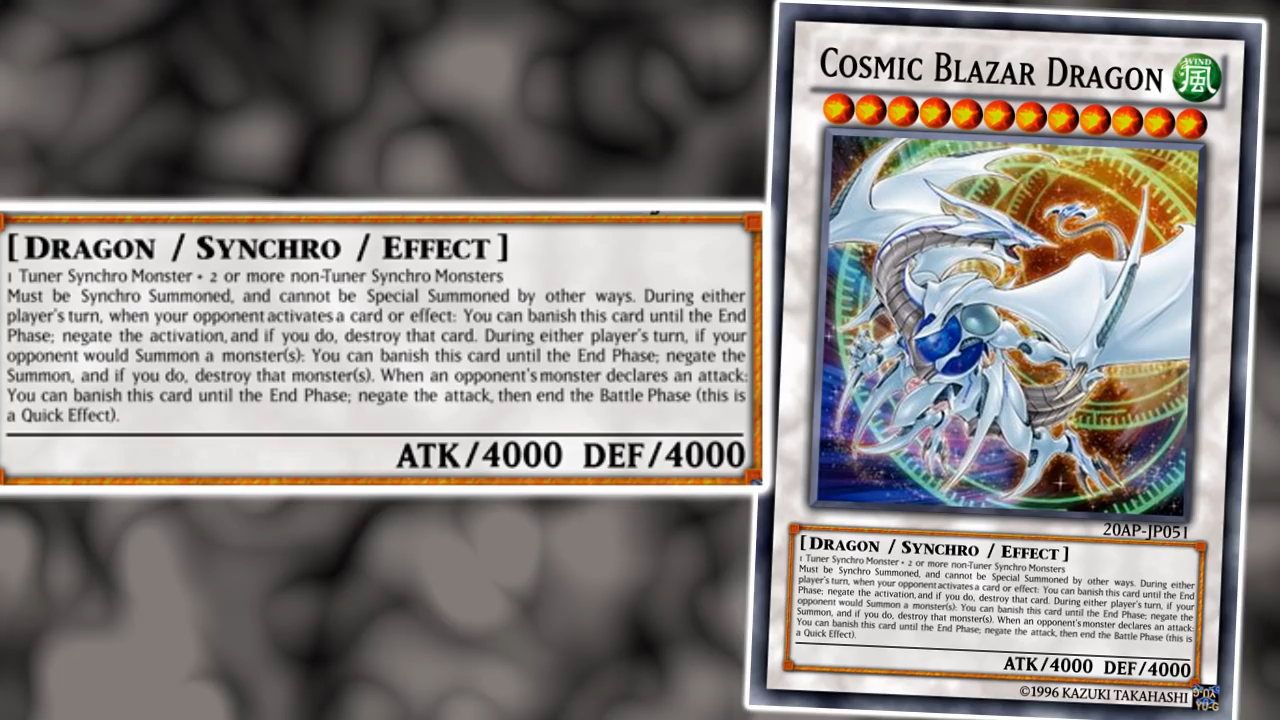 [ DRAGON / SYNCHRO / EFFECT ]
1 Tuner Synchro Monster + 2 or more non-Tuner Synchro Monsters
Must be Synchro Summoned, and cannot be Special Summoned by other ways. During either
player's turn, when your opponent activates a card or effect: You can banish this card until the End
Phase; negate the activation, and if you do, destroy that card. During either player's turn, if your
opponent would Summon a monster(s): You can banish this card until the End Phase; negate the
Summon, and if you do, destroy that monster(s). When an opponent's monster declares an attack:
You can banish this card until the End Phase; negate the attack, then end the Battle Phase (this is
a Quick Effect).
ATK/4000 DEF/4000
COSMIC BLAZAR DRAGON
WIND
風
20AP-JP051
[ DRAGON / SYNCHRO / EFFECT ]
1 Tuner Synchro Monster + 2 or more non-Tuner Synchro Monsters
Must be Synchro Summoned, and cannot be Special Summoned by other ways. During either
player's turn, when your opponent activates a card or effect: You can banish this card until the End
Phase; negate the activation, and if you do, destroy that card. During either player's turn, if your
opponent would Summon a monster(s): You can banish this card until the End Phase; negate the
Summon, and if you do, destroy that monster(s). When an opponent's monster declares an attack:
You can banish this card until the End Phase; negate the attack, then end the Battle Phase (this is
a Quick Effect).
ATK/4000 DEF/4000
©1996 KAZUKI TAKAHASHI